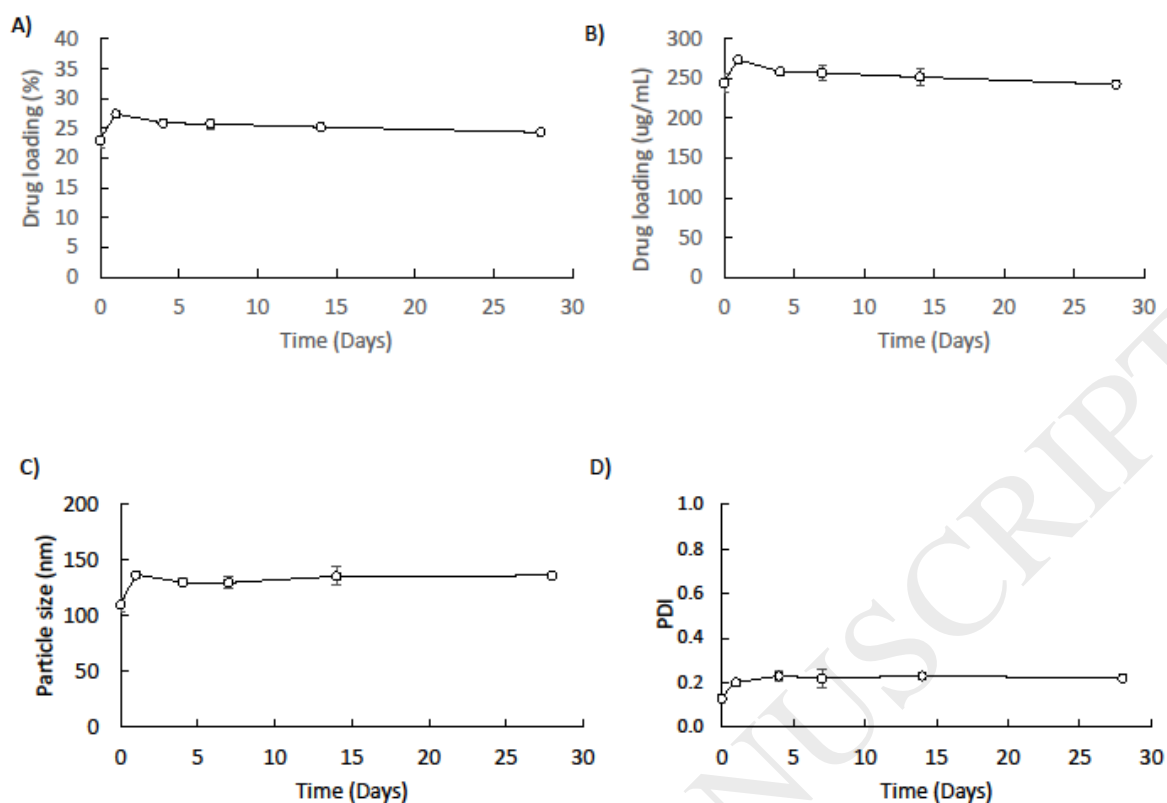 A)
Drug loading (%)
40
35
30
25
20
15
10
5
0
0 5 10 15 20 25 30
Time (Days)
B)
Drug loading (ug/mL)
300
250
200
150
100
50
0
0 5 10 15 20 25 30
Time (Days)
C)
Particle size (nm)
200
150
100
50
0
0 5 10 15 20 25 30
Time (Days)
D)
PDI
1.0
0.8
0.6
0.4
0.2
0.0
0 5 10 15 20 25 30
Time (Days)
NUSCRIPT